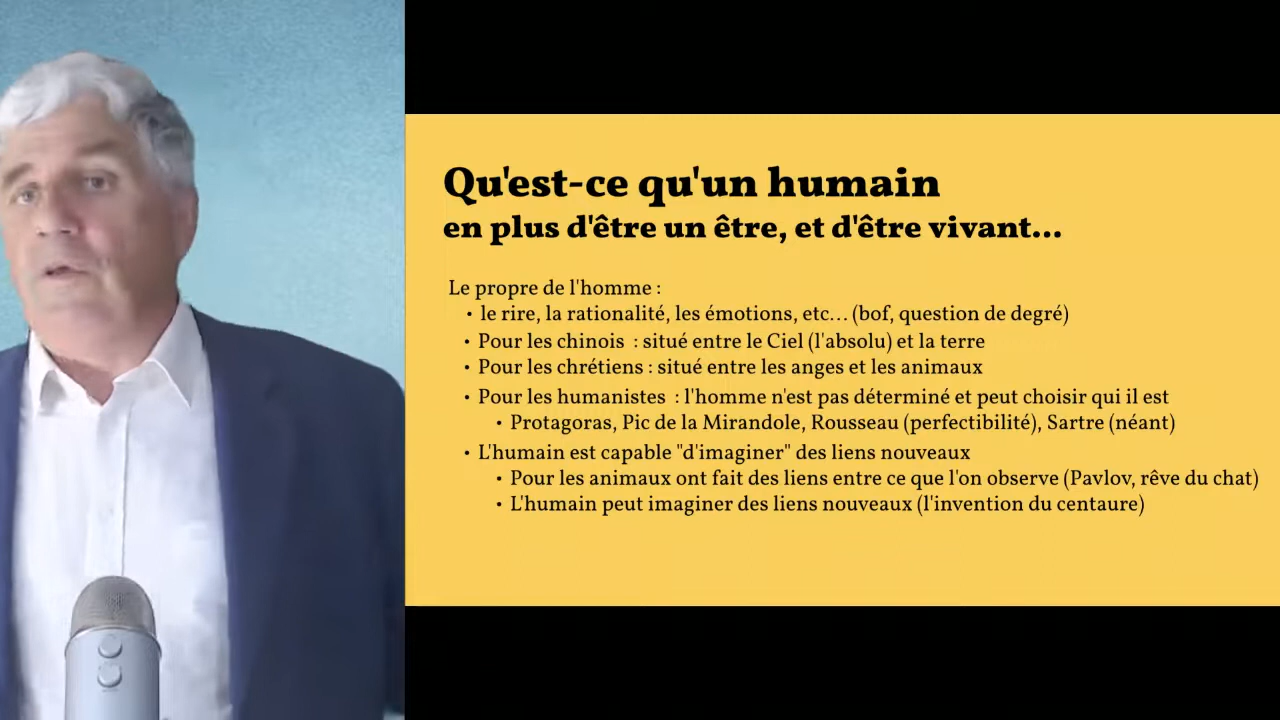 Qu'est-ce qu'un humain
en plus d'être un être, et d'être vivant...
Le propre de l'homme :
• le rire, la rationalité, les émotions, etc... (bof, question de degré)
• Pour les chinois : situé entre le Ciel (l'absolu) et la terre
• Pour les chrétiens : situé entre les anges et les animaux
• Pour les humanistes : l'homme n'est pas déterminé et peut choisir qui il est
• Protagoras, Pic de la Mirandole, Rousseau (perfectibilité), Sartre (néant)
• L'humain est capable "d'imaginer" des liens nouveaux
• Pour les animaux ont fait des liens entre ce que l'on observe (Pavlov, rêve du chat)
• L'humain peut imaginer des liens nouveaux (l'invention du centaure)